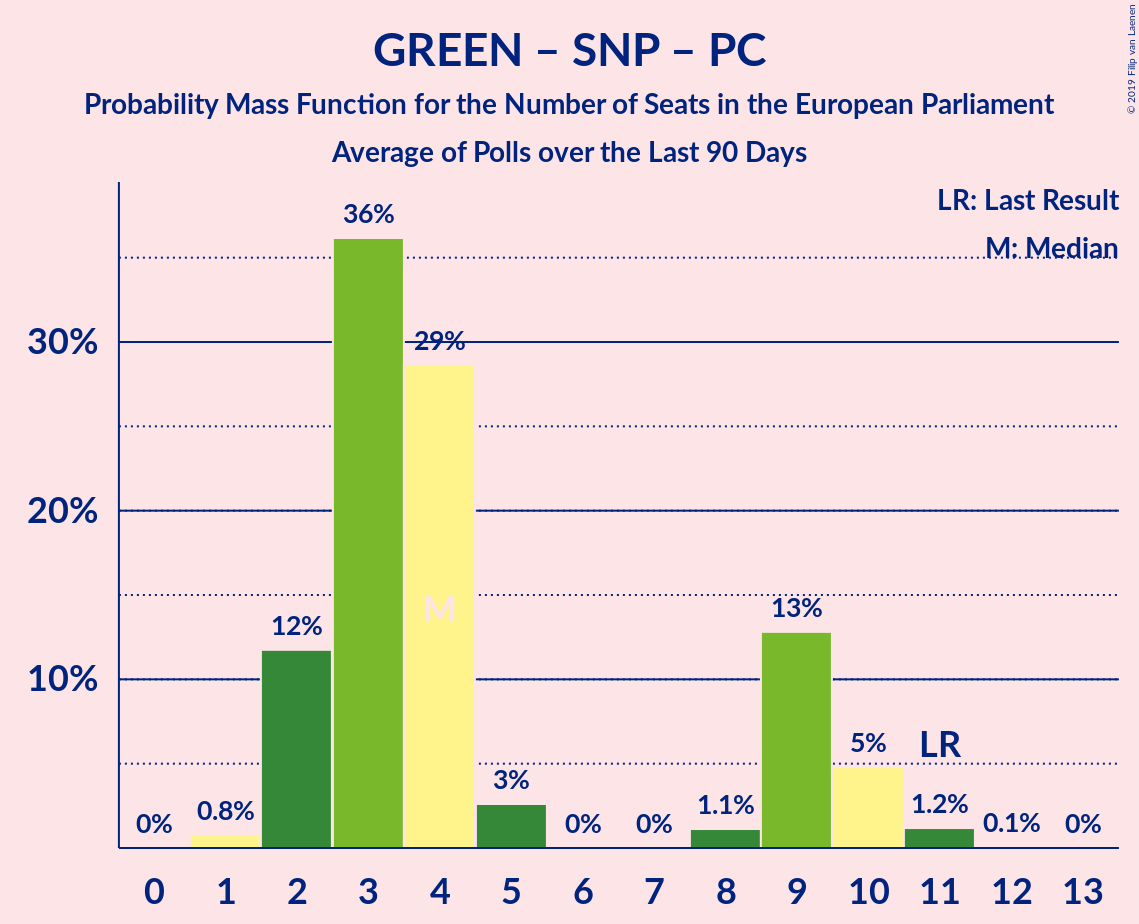 GREEN – SNP – PC
Probability Mass Function for the Number of Seats in the European Parliament
Average of Polls over the Last 90 Days
© 2019 Filip van Laenen
LR: Last Result
M: Median
36%
30%
29%
20%
M
13%
12%
10%
5%
LR
3%
0%
0.8%
0%
0%
1.1%
1.2%
0.1%
0%
0 1 2 3 4 5 6 7 8 9 10 11 12 13